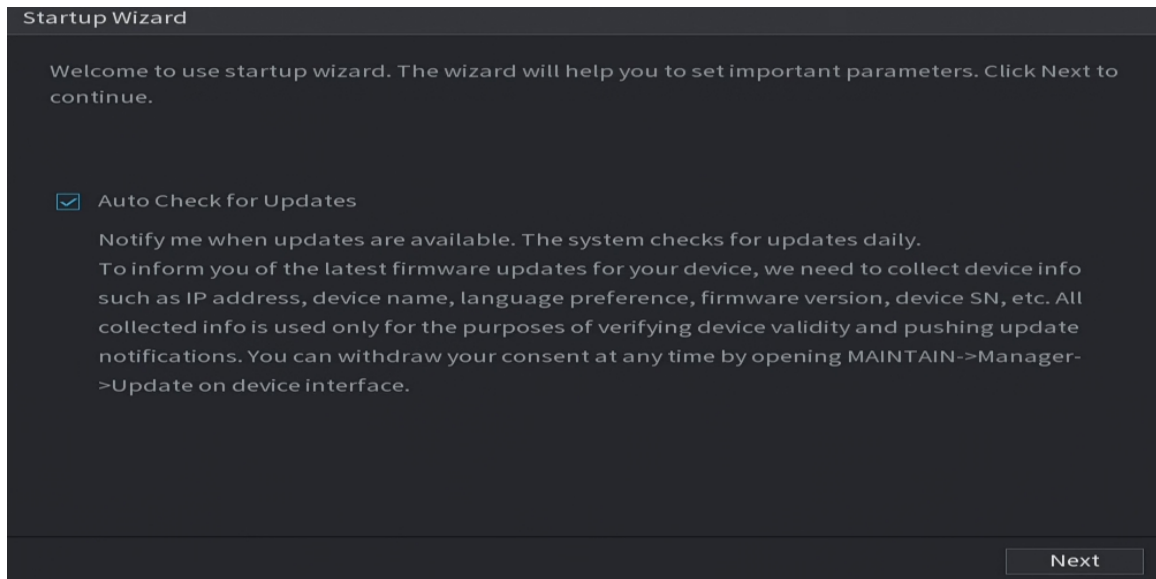 Startup Wizard
Welcome to use startup wizard. The wizard will help you to set important parameters. Click Next to
continue.
Auto Check for Updates
Notify me when updates are available. The system checks for updates daily.
To inform you of the latest firmware updates for your device, we need to collect device info
such as IP address, device name, language preference, firmware version, device SN, etc. All
collected info is used only for the purposes of verifying device validity and pushing update
notifications. You can withdraw your consent at any time by opening MAINTAIN->Manager-
>Update on device interface.
Next